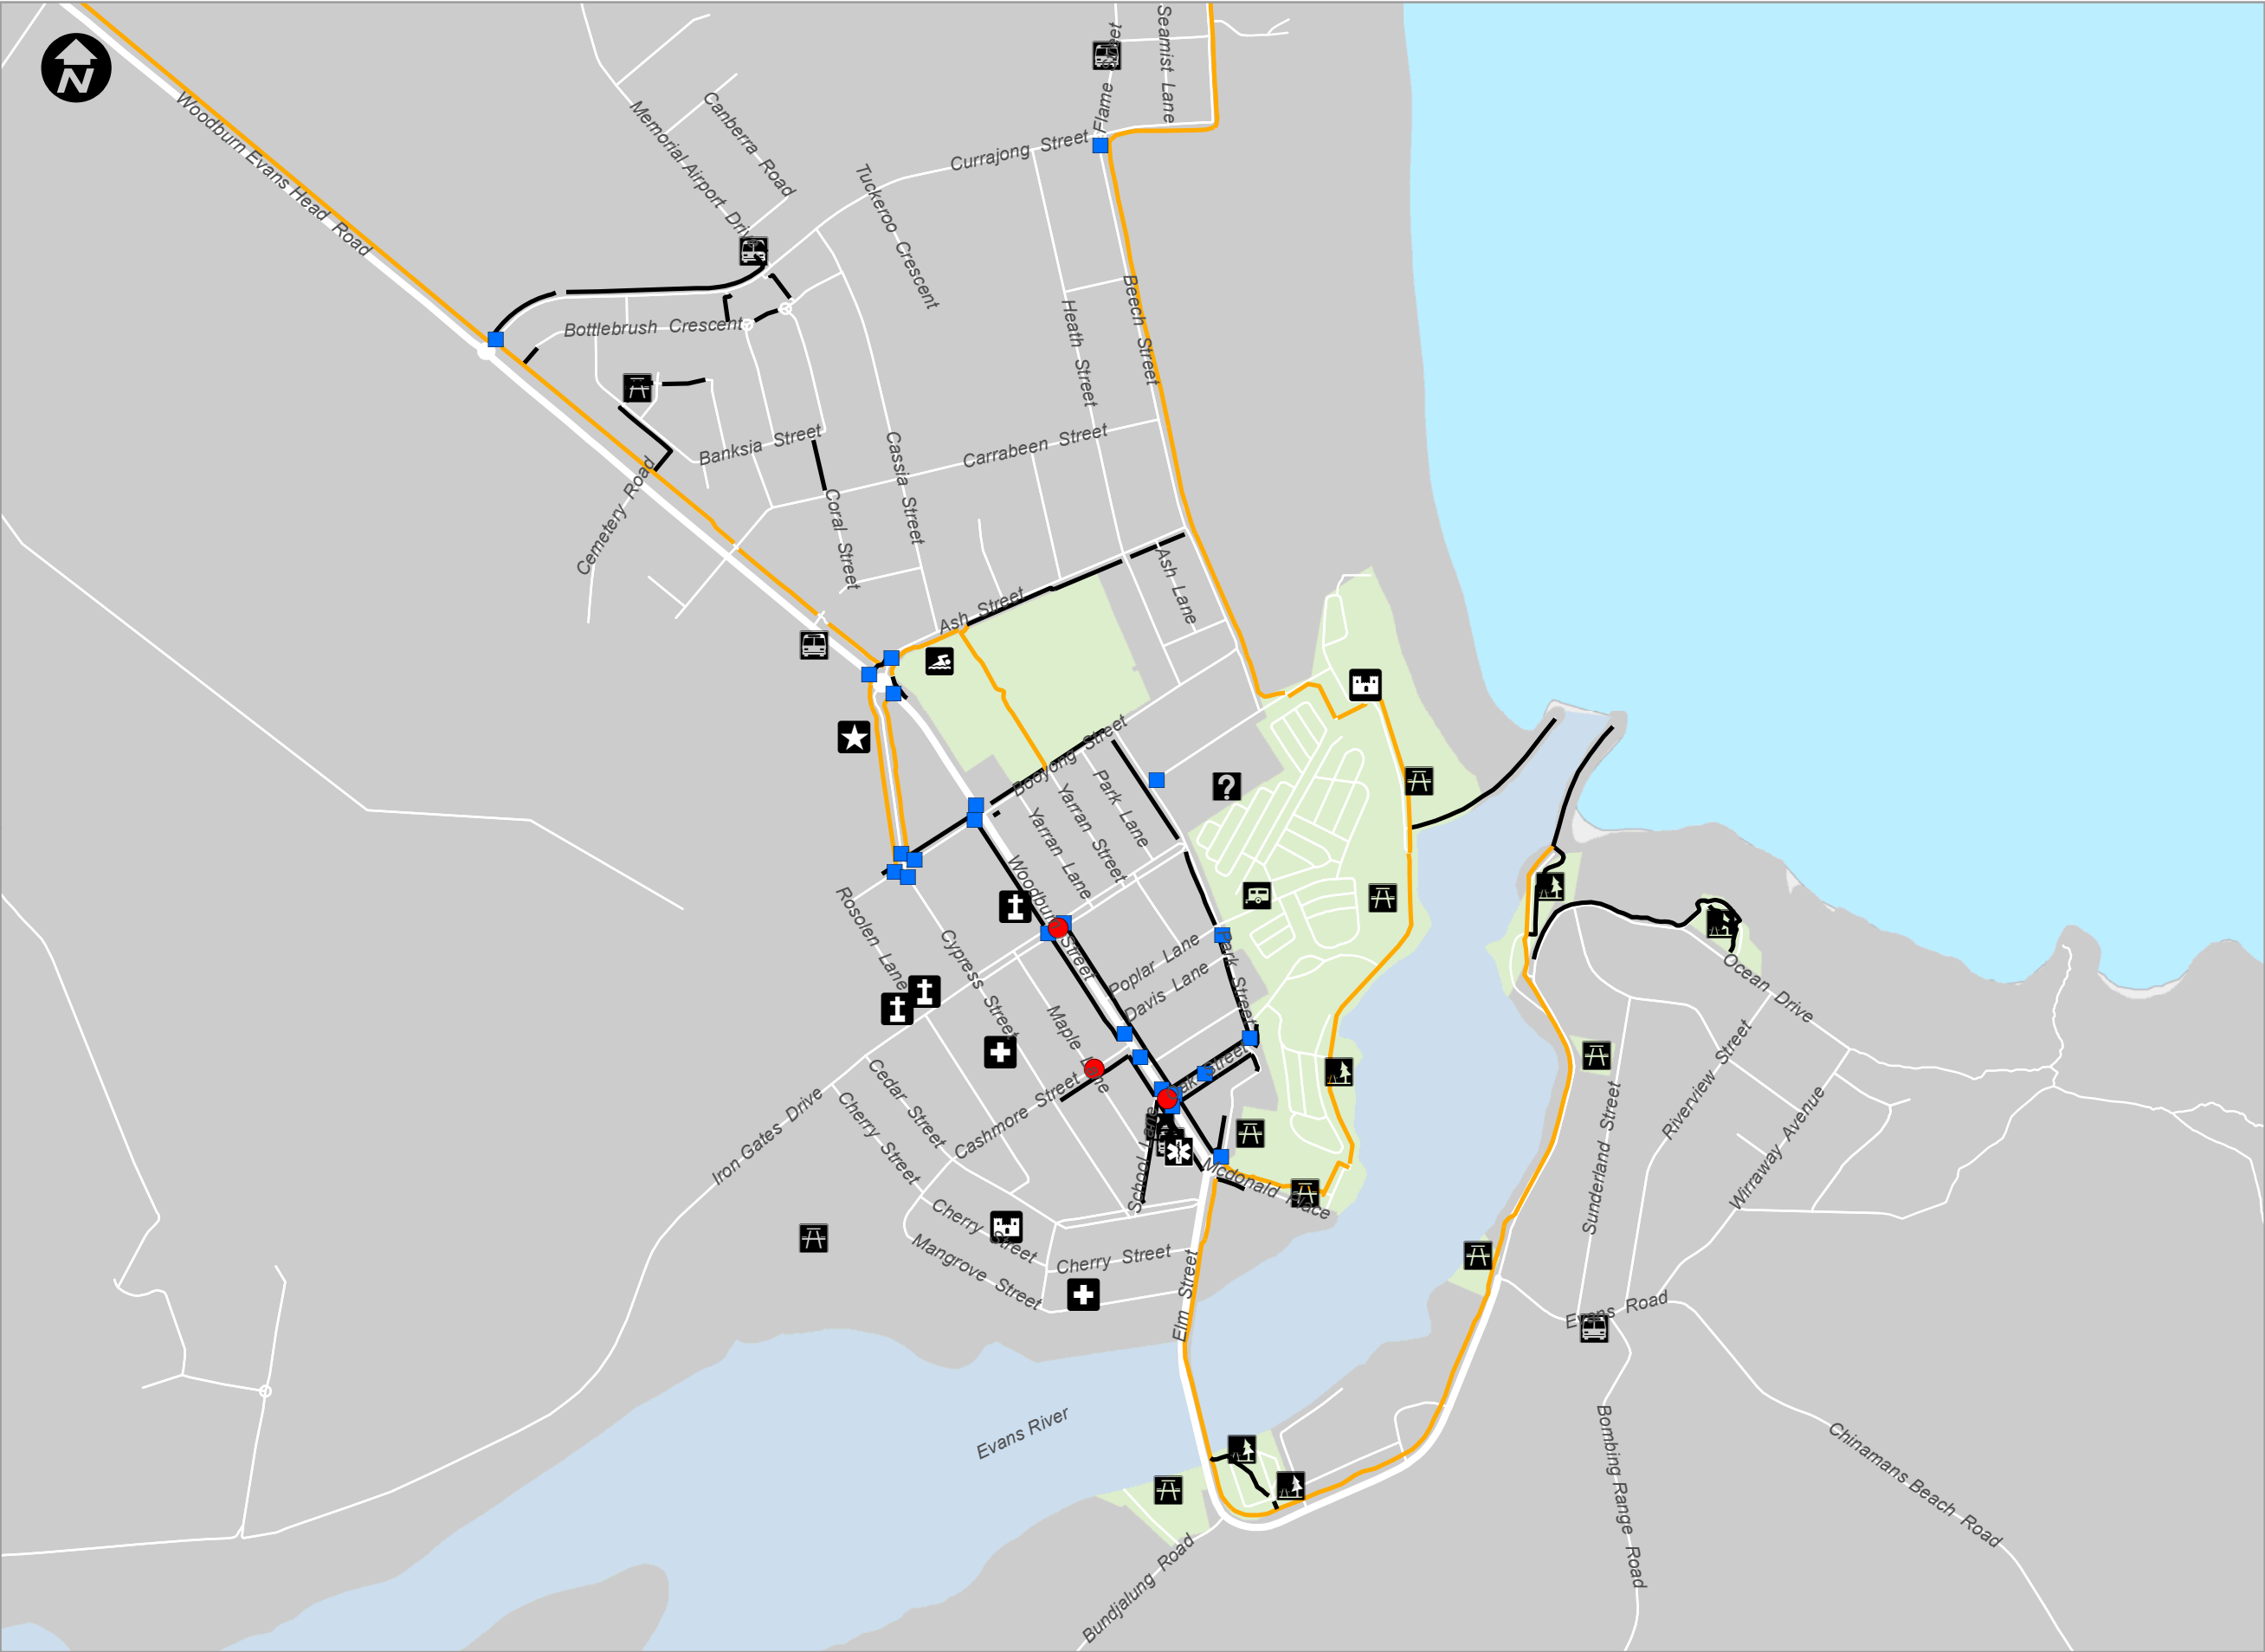 N
Woodburn Evans Head Road
Memorial Airport Drive
Canberra Road
Tuckeroo Crescent
Currajong Street
Flame Street
Seamist Lane
Bottlebrush Crescent
Heath Street
Beech Street
Banksia Street
Cassia Street
Carrabeen Street
Cemetery Road
Coral Street
Ash Street
Ash Lane
Booyong Street
Park Lane
Yarran Street
Yarran Lane
?
Woodburn Street
Rosolen Lane
Cypress Street
Poplar Lane
Davis Lane
Park Street
Maple Lane
Oak Street
Cedar Street
Cherry Street
Cashmore Street
Iron Gates Drive
School Lane
Mcdonald Place
Cherry Street
Cherry Street
Mangrove Street
Elm Street
Ocean Drive
Riverview Street
Sunderland Street
Wirraway Avenue
Evans Road
Evans River
Bombing Range Road
Chinamans Beach Road
Bundjalung Road